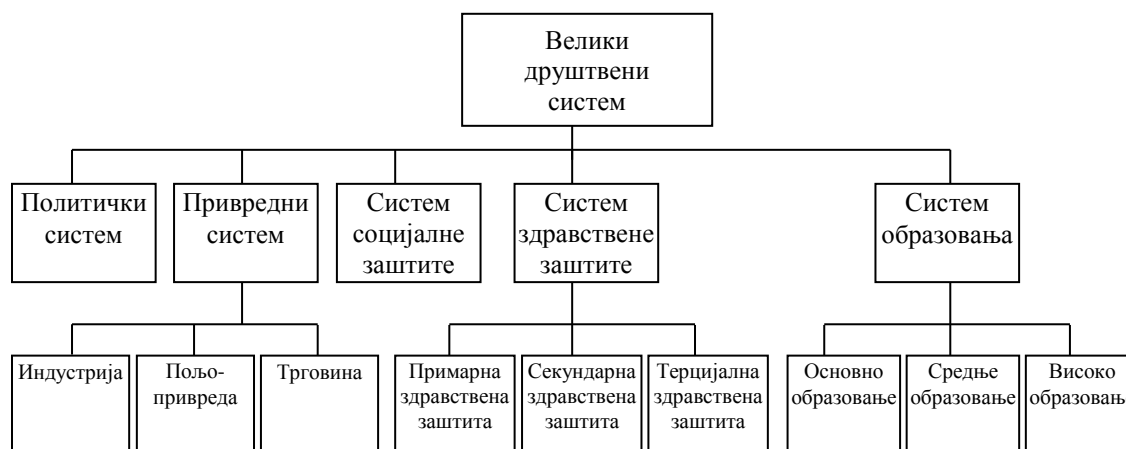 Велики
друштвени
систем
Политички
систем
Привредни
систем
Систем
социјалне
заштите
Систем
здравствене
заштите
Систем
образовања
Индустрија
Пољо-
привреда
Трговина
Примарна
здравствена
заштита
Секундарна
здравствена
заштита
Терцијална
здравствена
заштита
Основно
образовање
Средње
образовање
Високо
образовањ